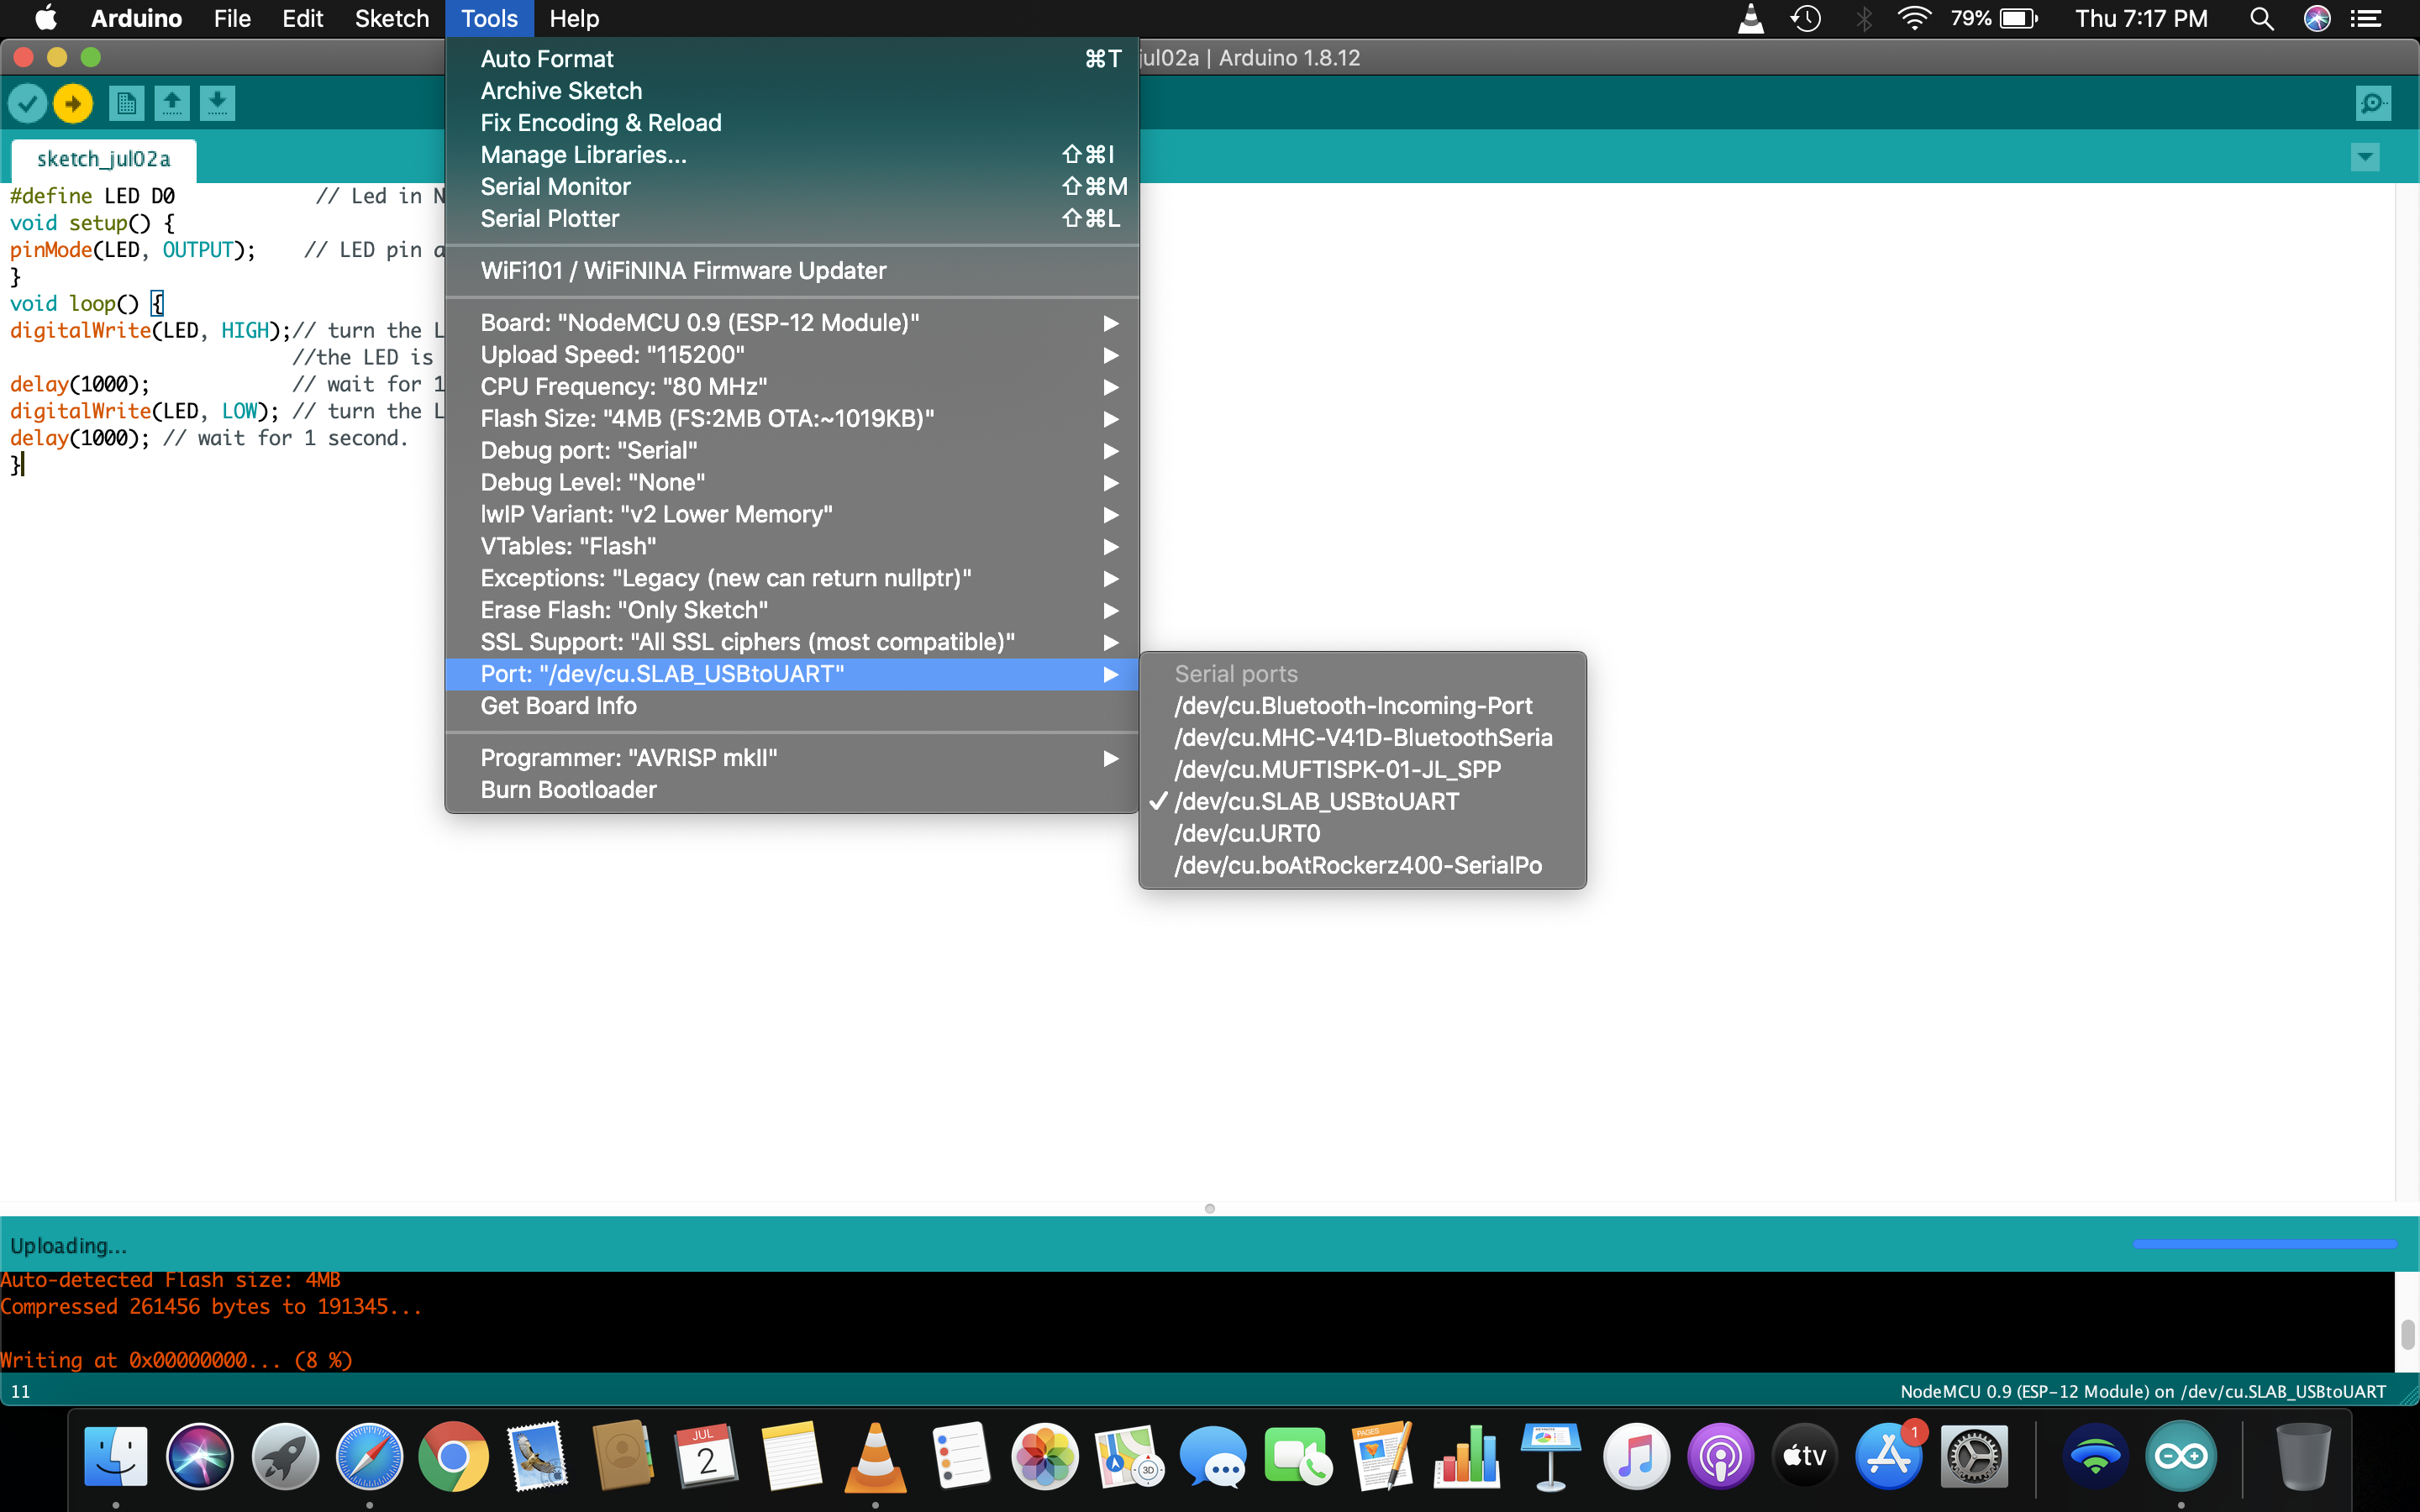 Arduino File Edit Sketch Tools Help 79% Thu 7:17 PM
jul02a | Arduino 1.8.12
sketch_jul02a
#define LED D0 // Led in N
void setup() {
pinMode(LED, OUTPUT); // LED pin a
}
void loop() {
digitalWrite(LED, HIGH);// turn the L
//the LED is
delay(1000); // wait for 1
digitalWrite(LED, LOW); // turn the L
delay(1000); // wait for 1 second.
}
Auto Format ⌘T
Archive Sketch
Fix Encoding & Reload
Manage Libraries... ⇧⌘I
Serial Monitor ⇧⌘M
Serial Plotter ⇧⌘L
WiFi101 / WiFiNINA Firmware Updater
Board: "NodeMCU 0.9 (ESP-12 Module)"
Upload Speed: "115200"
CPU Frequency: "80 MHz"
Flash Size: "4MB (FS:2MB OTA:~1019KB)"
Debug port: "Serial"
Debug Level: "None"
lwIP Variant: "v2 Lower Memory"
VTables: "Flash"
Exceptions: "Legacy (new can return nullptr)"
Erase Flash: "Only Sketch"
SSL Support: "All SSL ciphers (most compatible)"
Port: "/dev/cu.SLAB_USBtoUART"
Get Board Info
Programmer: "AVRISP mkII"
Burn Bootloader
Serial ports
/dev/cu.Bluetooth-Incoming-Port
/dev/cu.MHC-V41D-BluetoothSeria
/dev/cu.MUFTISPK-01-JL_SPP
✓ /dev/cu.SLAB_USBtoUART
/dev/cu.URT0
/dev/cu.boAtRockerz400-SerialPo
Uploading...
Auto-detected Flash size: 4MB
Compressed 261456 bytes to 191345...
Writing at 0x00000000... (8 %)
11 NodeMCU 0.9 (ESP-12 Module) on /dev/cu.SLAB_USBtoUART
JUL
2
3D
PAGES
tv
1